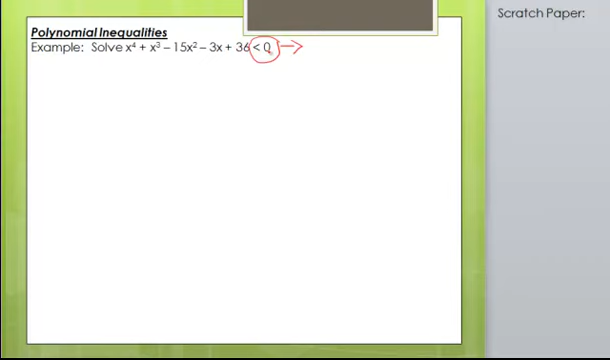 Scratch Paper:
Polynomial Inequalities
Example: Solve x⁴ + x³ – 15x² – 3x + 36 < 0 →